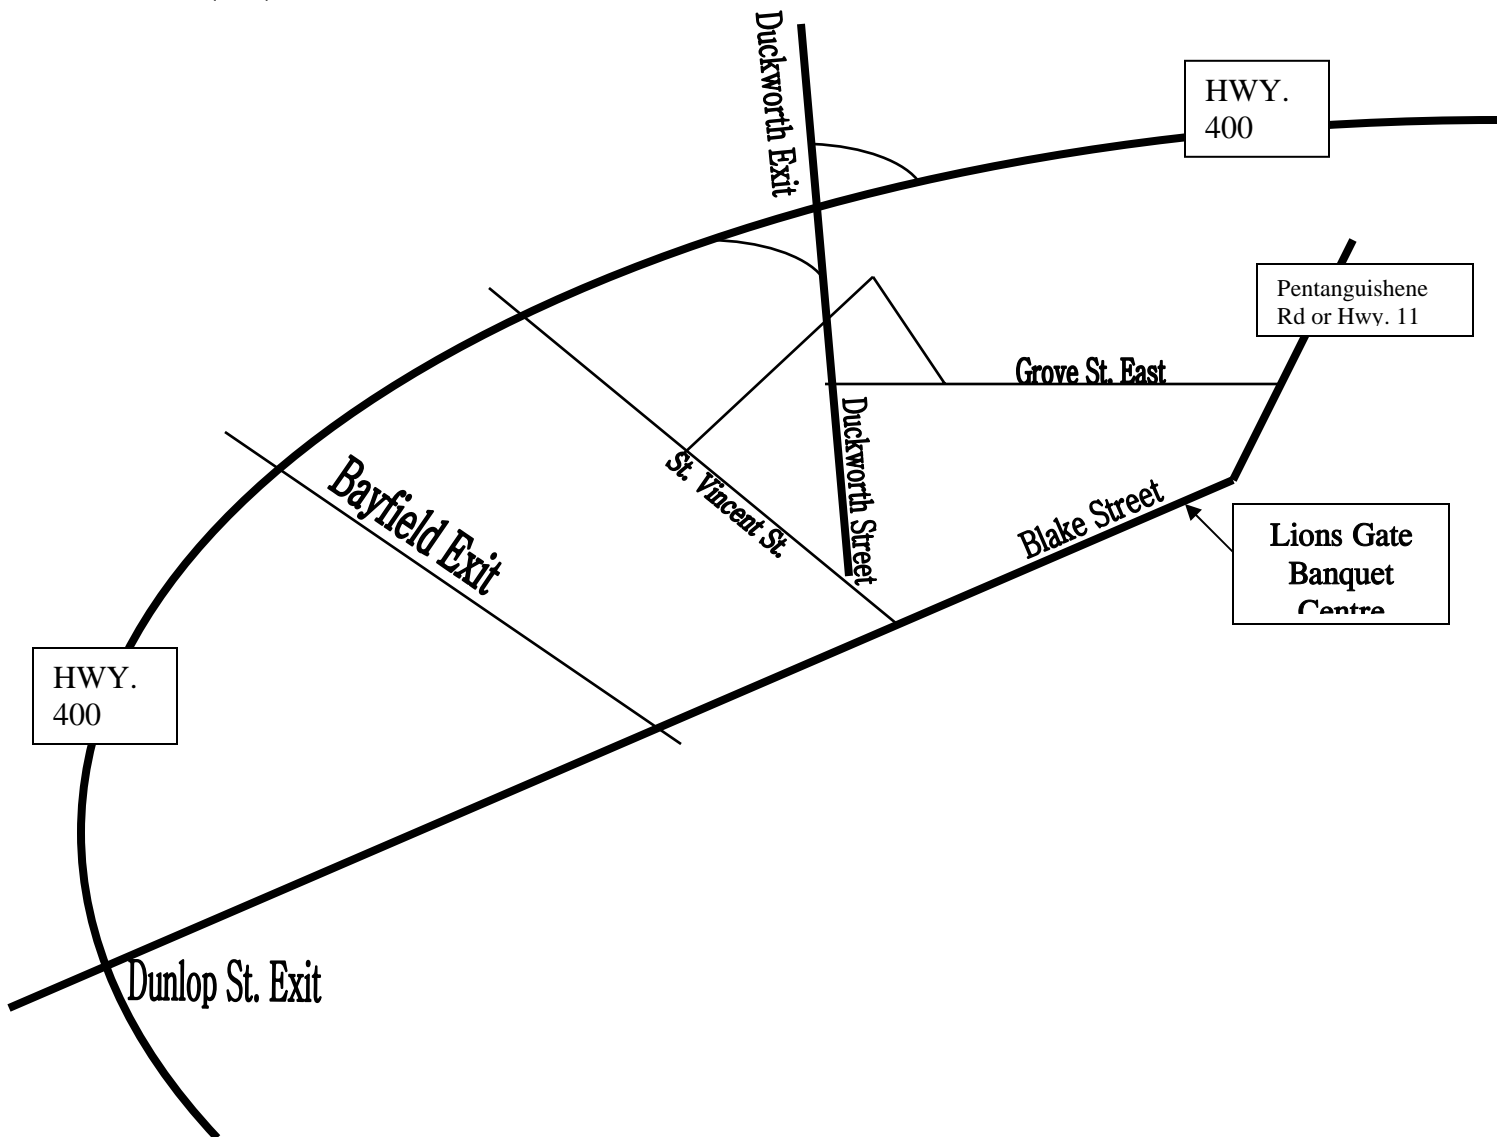 Duckworth Exit
HWY.
400
Pentanguishene
Rd or Hwy. 11
Grove St. East
Duckworth Street
St. Vincent St.
Bayfield Exit
Blake Street
Lions Gate
Banquet
Centre
HWY.
400
Dunlop St. Exit